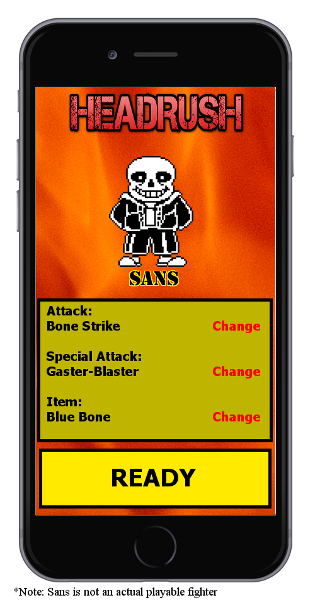 HEADRUSH
SANS
Attack:
Bone Strike Change
Special Attack:
Gaster-Blaster Change
Item:
Blue Bone Change
READY
*Note: Sans is not an actual playable fighter